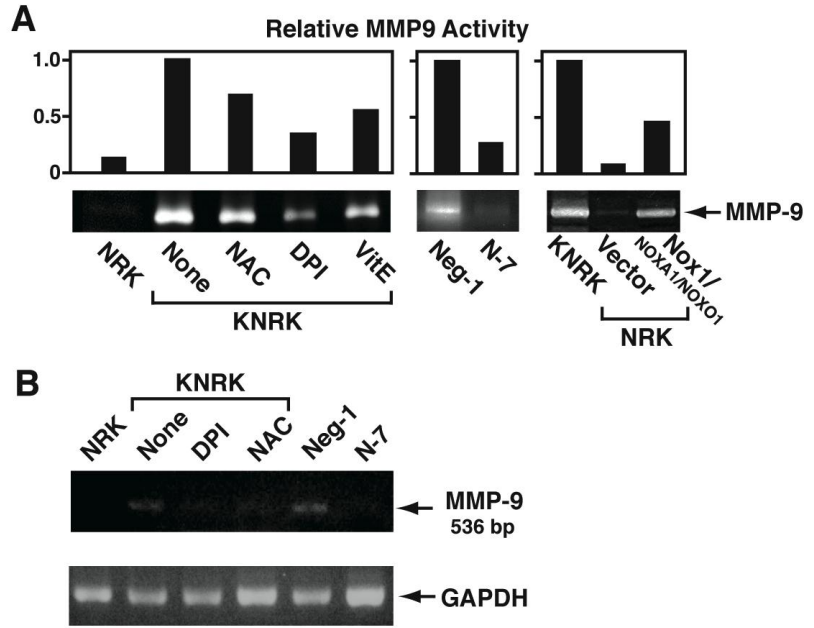 A
Relative MMP9 Activity
1.0
0.5
0
MMP-9
NRK
None
NAC
DPI
VitE
KNRK
Neg-1
N-7
KNRK
Vector
Nox1/
NOXA1/NOXO1
NRK
B
KNRK
NRK
None
DPI
NAC
Neg-1
N-7
MMP-9
536 bp
GAPDH